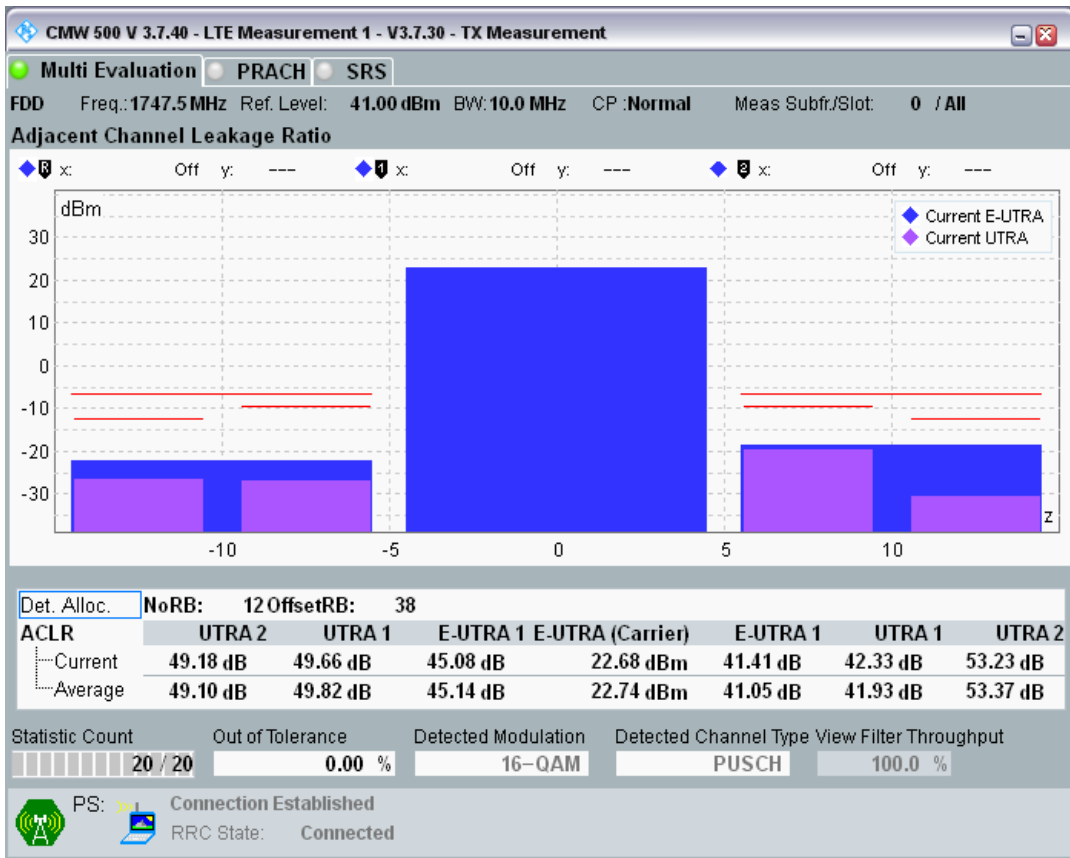 CMW 500 V 3.7.40 - LTE Measurement 1 - V3.7.30 - TX Measurement
Multi Evaluation PRACH SRS
FDD Freq.: 1747.5 MHz Ref. Level: 41.00 dBm BW: 10.0 MHz CP : Normal Meas Subfr./Slot: 0 / All
Adjacent Channel Leakage Ratio
R x: Off y: --- 1 x: Off y: --- 2 x: Off y: ---
dBm
Current E-UTRA
Current UTRA
30
20
10
0
-10
-20
-30
z
-10 -5 0 5 10
Det. Alloc. NoRB: 12 OffsetRB: 38
ACLR UTRA 2 UTRA 1 E-UTRA 1 E-UTRA (Carrier) E-UTRA 1 UTRA 1 UTRA 2
Current 49.18 dB 49.66 dB 45.08 dB 22.68 dBm 41.41 dB 42.33 dB 53.23 dB
Average 49.10 dB 49.82 dB 45.14 dB 22.74 dBm 41.05 dB 41.93 dB 53.37 dB
Statistic Count Out of Tolerance Detected Modulation Detected Channel Type View Filter Throughput
20 / 20 0.00 % 16-QAM PUSCH 100.0 %
PS: Connection Established
RRC State: Connected